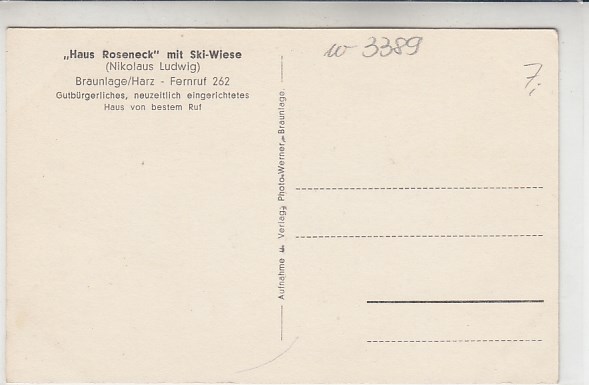 „Haus Roseneck" mit Ski-Wiese
(Nikolaus Ludwig)
Braunlage/Harz - Fernruf 262
Gutbürgerliches, neuzeitlich eingerichtetes
Haus von bestem Ruf
Aufnahme u. Verlag: Photo-Werner, Braunlage.
w 3389
7,